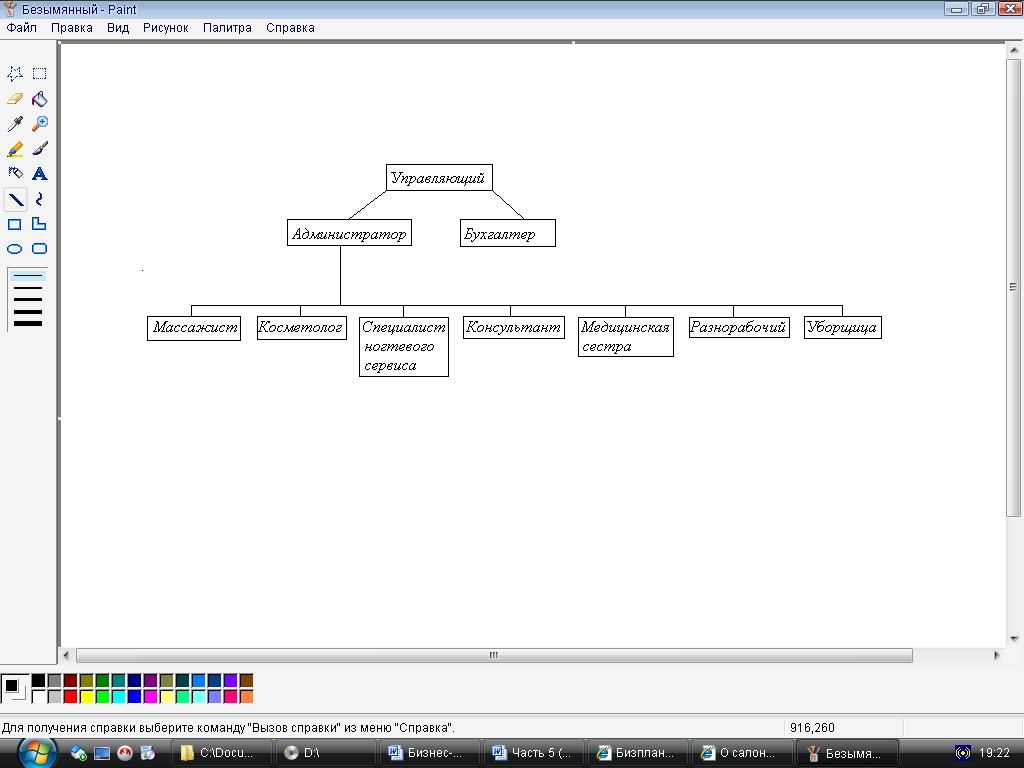 Безымянный - Paint
Файл Правка Вид Рисунок Палитра Справка
Управляющий
Администратор Бухгалтер
Массажист Косметолог Специалист Консультант Медицинская Разнорабочий Уборщица
ногтевого сестра
сервиса
Для получения справки выберите команду "Вызов справки" из меню "Справка". 916,260
C:\Docu... D:\ Бизнес-... Часть 5 (... Бизплан... О салон... Безымя... 19:22